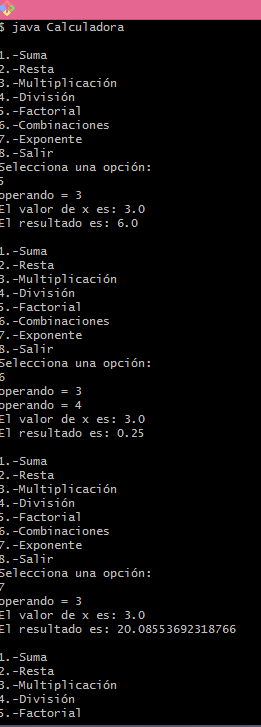 $ java Calculadora
1.-Suma
2.-Resta
3.-Multiplicación
4.-División
5.-Factorial
6.-Combinaciones
7.-Exponente
8.-Salir
Selecciona una opción:
5
operando = 3
El valor de x es: 3.0
El resultado es: 6.0
1.-Suma
2.-Resta
3.-Multiplicación
4.-División
5.-Factorial
6.-Combinaciones
7.-Exponente
8.-Salir
Selecciona una opción:
6
operando = 3
operando = 4
El valor de x es: 3.0
El resultado es: 0.25
1.-Suma
2.-Resta
3.-Multiplicación
4.-División
5.-Factorial
6.-Combinaciones
7.-Exponente
8.-Salir
Selecciona una opción:
7
operando = 3
El valor de x es: 3.0
El resultado es: 20.08553692318766
1.-Suma
2.-Resta
3.-Multiplicación
4.-División
5.-Factorial